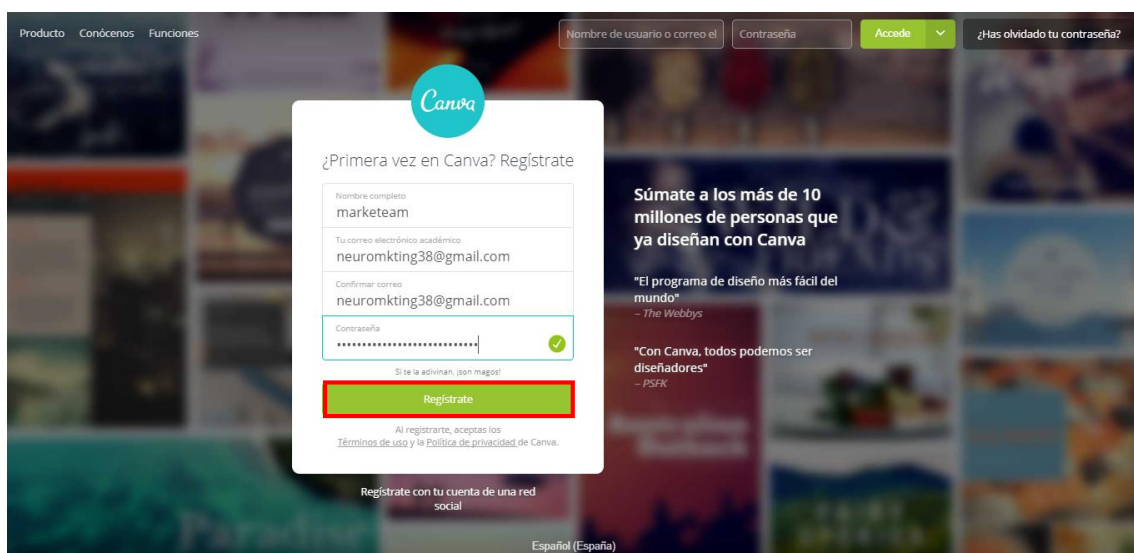 Producto Conócenos Funciones
Nombre de usuario o correo el
Contraseña
Accede
¿Has olvidado tu contraseña?
Canva
¿Primera vez en Canva? Regístrate
Nombre completo
marketeam
Tu correo electrónico académico
neuromkting38@gmail.com
Confirmar correo
neuromkting38@gmail.com
Contraseña
Si te la adivinan, ¡son magos!
Regístrate
Al registrarte, aceptas los
Términos de uso y la Política de privacidad de Canva.
Regístrate con tu cuenta de una red
social
Súmate a los más de 10
millones de personas que
ya diseñan con Canva
"El programa de diseño más fácil del
mundo"
– The Webbys
"Con Canva, todos podemos ser
diseñadores"
– PSFK
Paradise
Español (España)